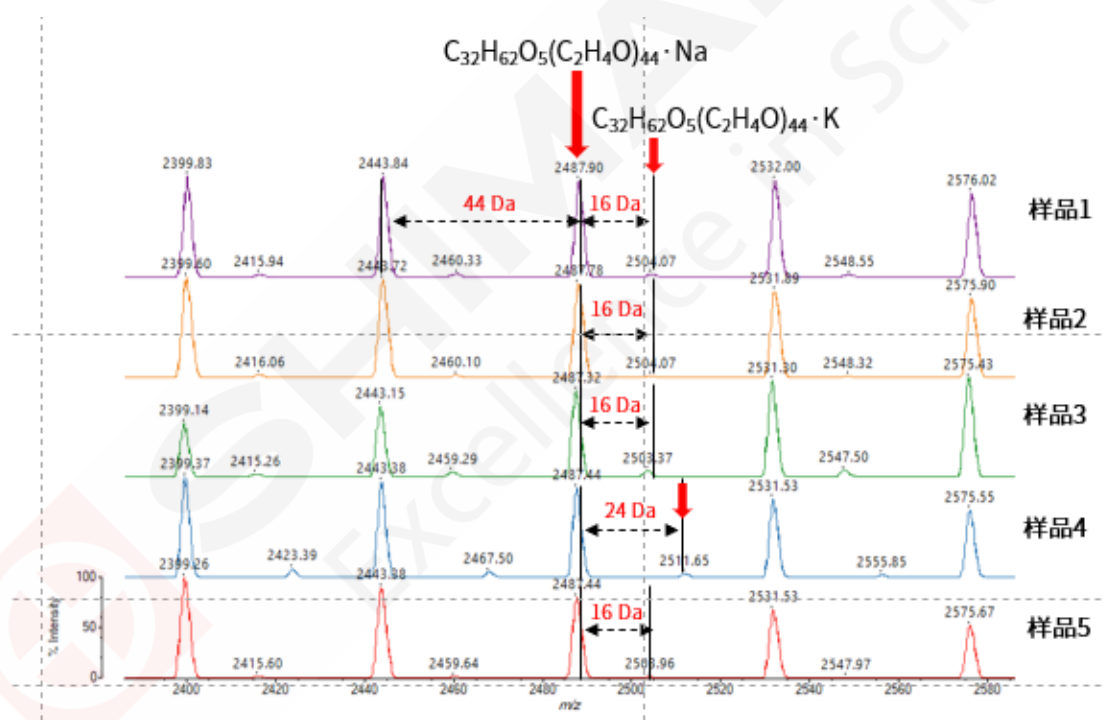 C₃₂H₆₂O₅(C₂H₄O)₄₄·Na
C₃₂H₆₂O₅(C₂H₄O)₄₄·K
2399.83 2443.84 2487.90 2532.00 2576.02
44 Da 16 Da 样品1
2415.94 2460.33 2504.07 2548.55
2399.60 2443.72 2487.78 2531.89 2575.90
16 Da 样品2
2416.06 2460.10 2504.07 2548.32
2399.14 2443.15 2487.32 2531.30 2575.43
16 Da 样品3
2415.26 2459.29 2503.37 2547.50
2399.37 2443.38 2487.44 2531.53 2575.55
24 Da 样品4
2423.39 2467.50 2511.65 2555.85
2399.26 2443.38 2487.44 2531.53 2575.67
16 Da 样品5
2415.60 2459.64 2503.96 2547.97
100
50
0
% Intensity
2400 2420 2440 2460 2480 2500 2520 2540 2560 2580
m/z
Excellence in Scie